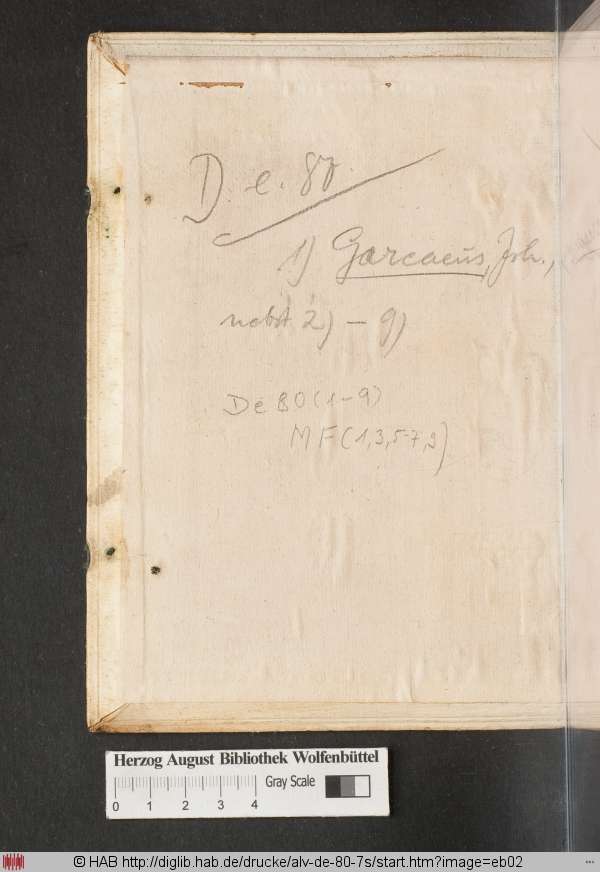 D. e. 80.
1) Garcaeus, Joh.,
nebst 2) – 9)
De 80 (1-9)
MF (1,3,5-7,9)
Herzog August Bibliothek Wolfenbüttel
Gray Scale
0 1 2 3 4
© HAB http://diglib.hab.de/drucke/alv-de-80-7s/start.htm?image=eb02